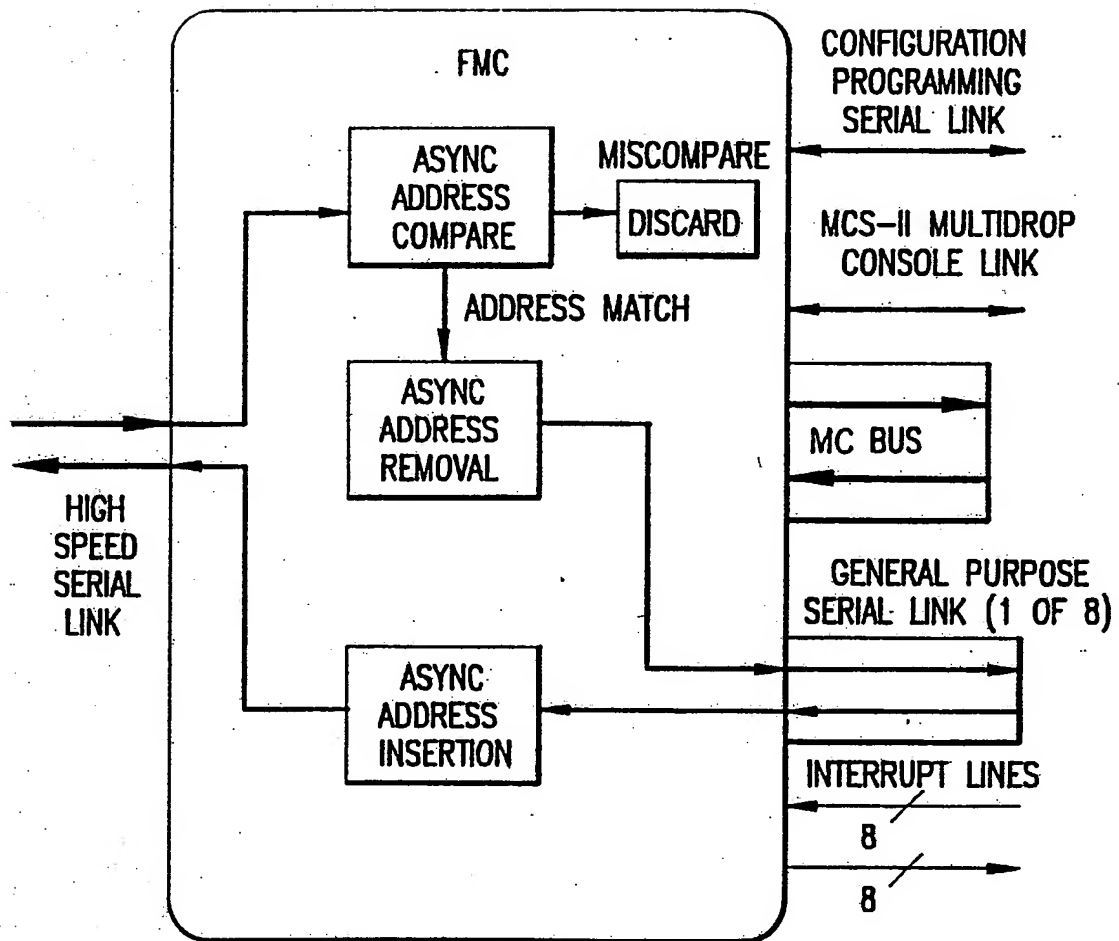 FMC
CONFIGURATION
PROGRAMMING
SERIAL LINK
ASYNC
ADDRESS
COMPARE
MISCOMPARE
DISCARD
MCS-II MULTIDROP
CONSOLE LINK
ADDRESS MATCH
ASYNC
ADDRESS
REMOVAL
MC BUS
HIGH
SPEED
SERIAL
LINK
GENERAL PURPOSE
SERIAL LINK (1 OF 8)
ASYNC
ADDRESS
INSERTION
INTERRUPT LINES
8
8